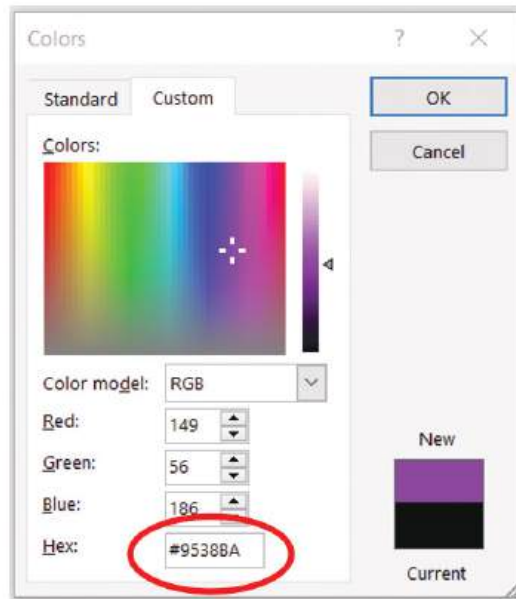 Colors ? ×
Standard Custom
OK
Cancel
Colors:
Color model: RGB
Red: 149
Green: 56
Blue: 186
Hex: #9538BA
New
Current